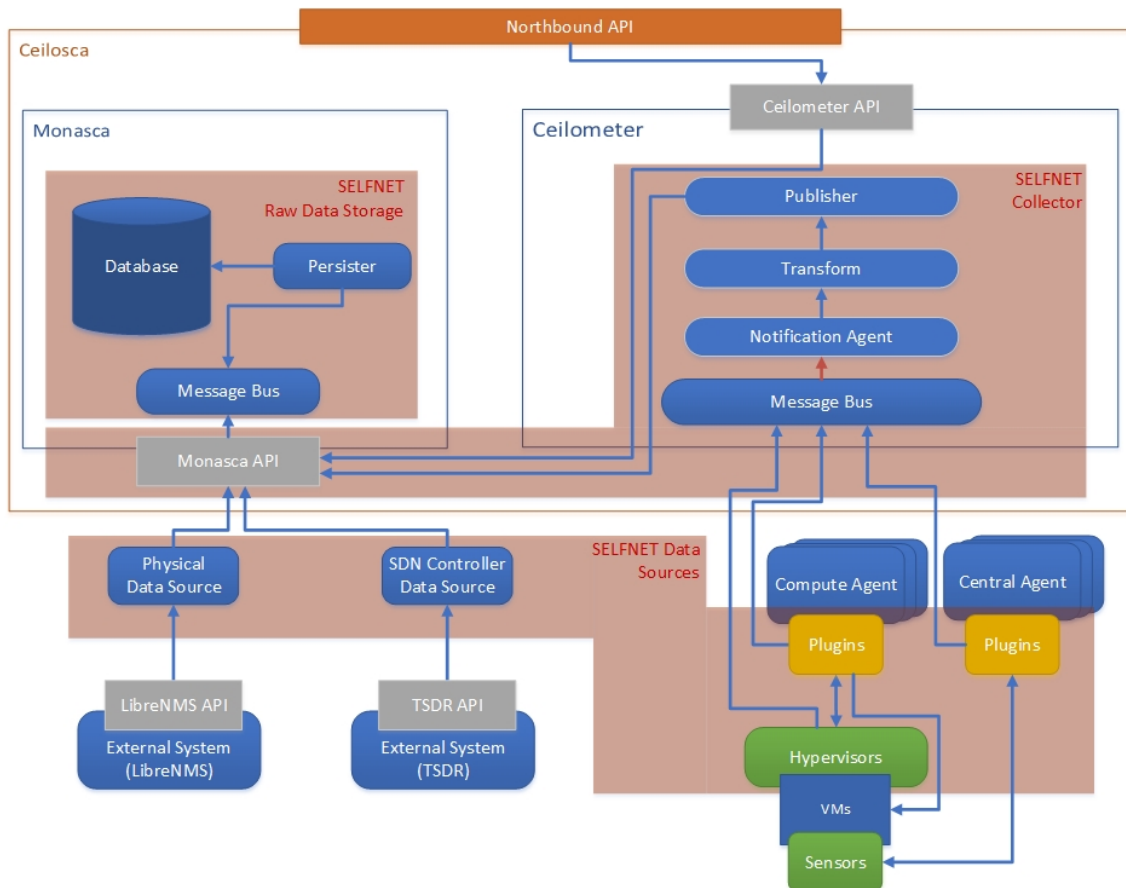 Northbound API
Ceilosca
Ceilometer API
Monasca
Ceilometer
SELFNET
Raw Data Storage
SELFNET
Collector
Publisher
Database
Persister
Transform
Notification Agent
Message Bus
Message Bus
Monasca API
Physical
Data Source
SDN Controller
Data Source
SELFNET Data
Sources
Compute Agent
Central Agent
Plugins
Plugins
LibreNMS API
External System
(LibreNMS)
TSDR API
External System
(TSDR)
Hypervisors
VMs
Sensors